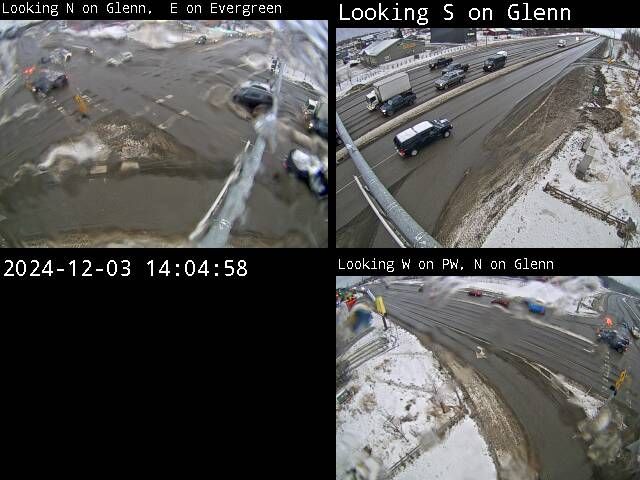 Looking N on Glenn,  E on Evergreen
Looking S on Glenn
2024-12-03 14:04:58
Looking W on PW, N on Glenn